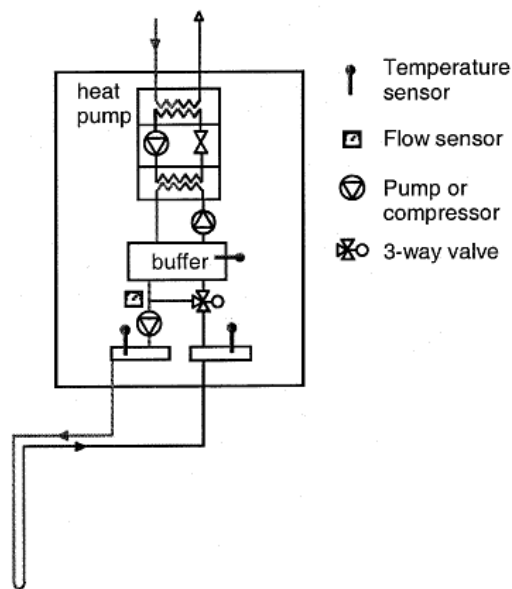 heat
pump
buffer
Temperature
sensor
Flow sensor
Pump or
compressor
3-way valve